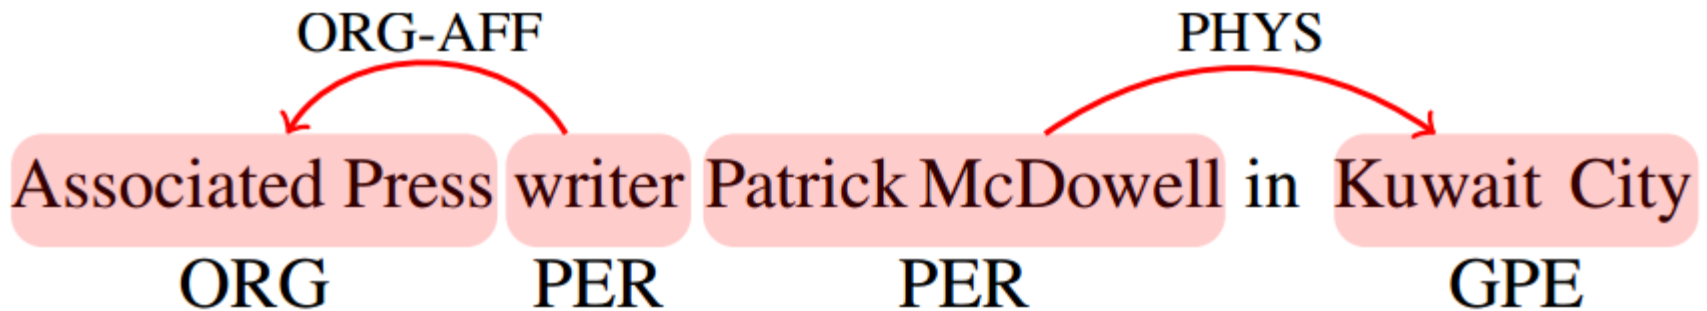 ORG-AFF PHYS
Associated Press writer Patrick McDowell in Kuwait City
ORG PER PER GPE